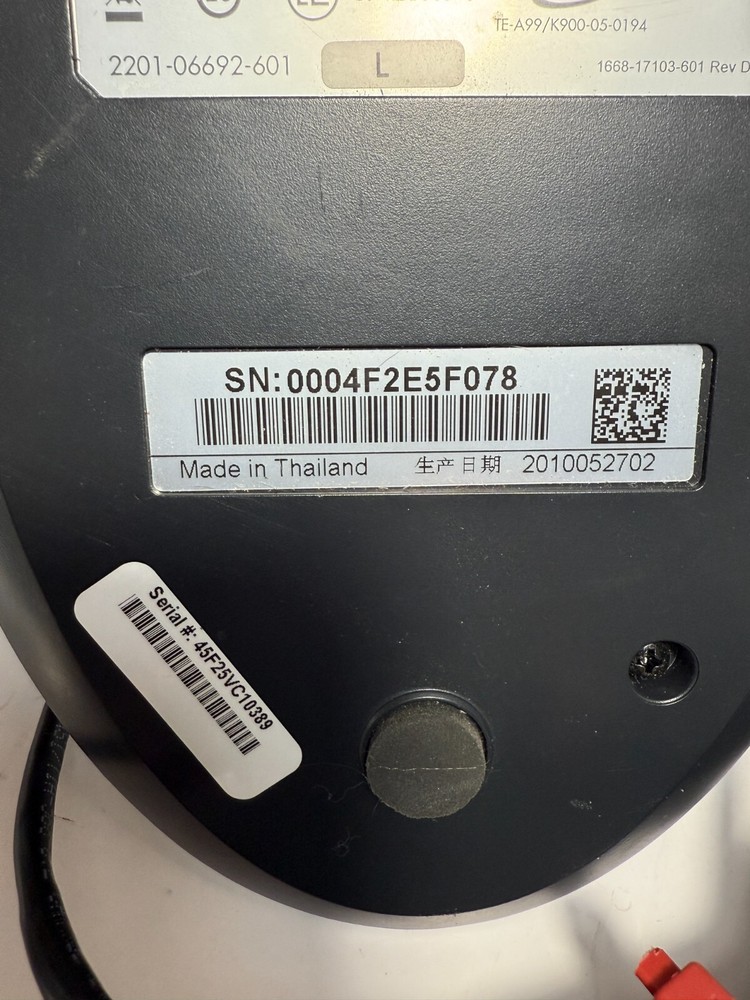 TE-A99/K900-05-0194
2201-06692-601
L
1668-17103-601 Rev D
SN:0004F2E5F078
Made in Thailand 生产日期 2010052702
Serial #: 45F25VC10389